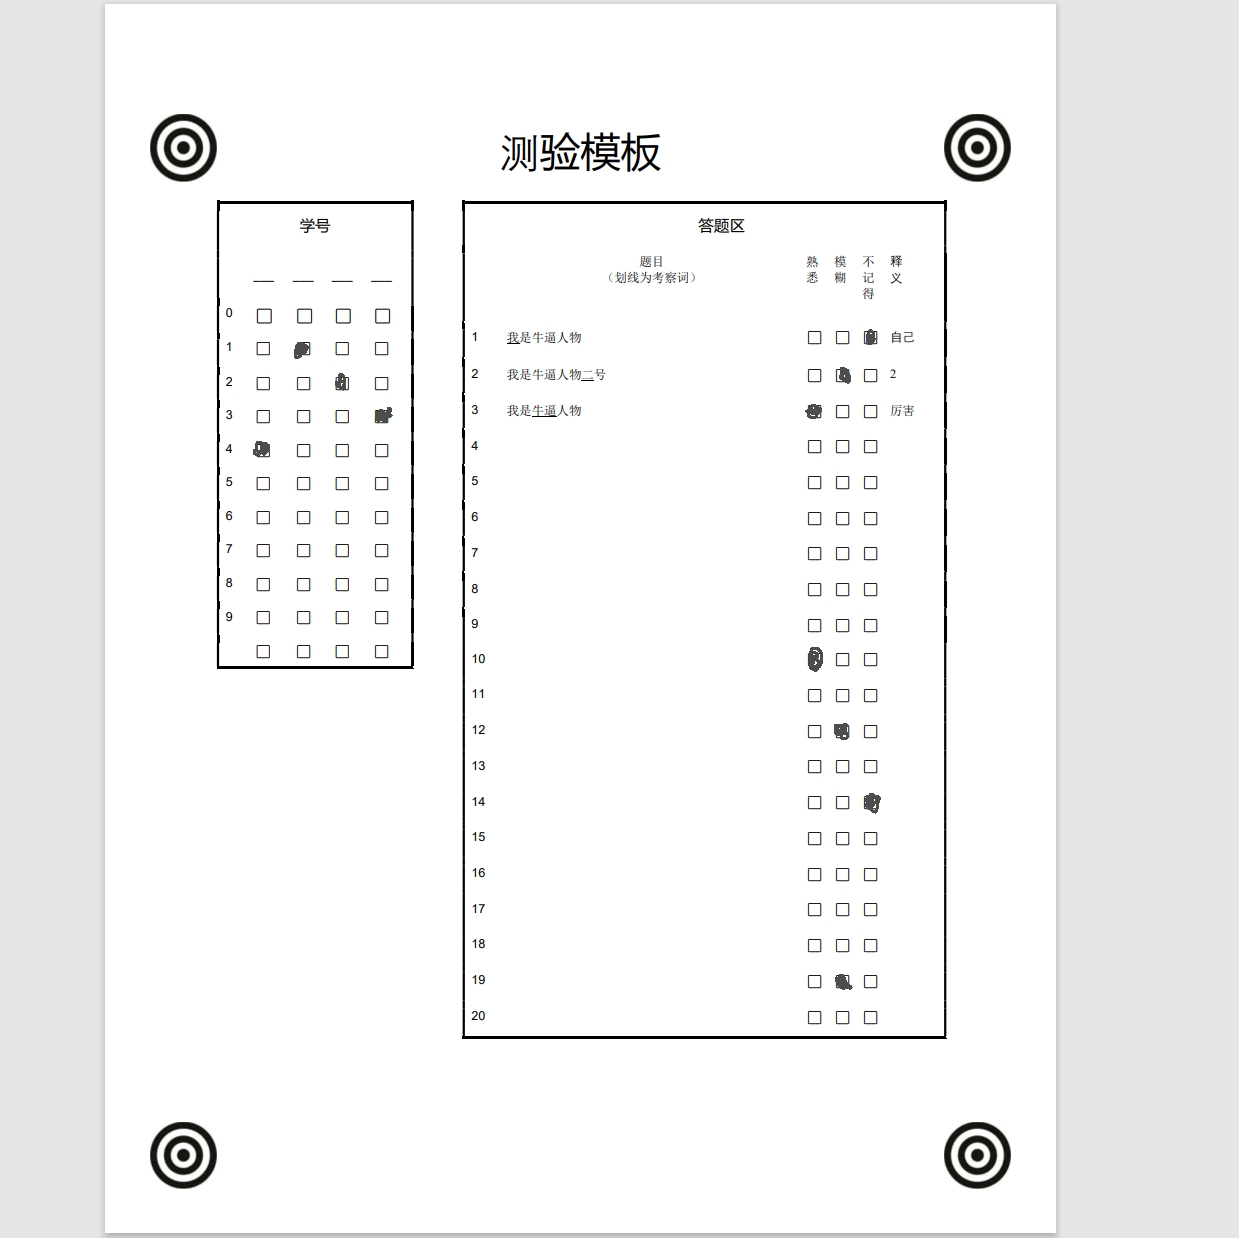 测验模板
学号
0
1
2
3
4
5
6
7
8
9
答题区
题目
（划线为考察词）
熟悉
模糊
不记得
释义
1 我是牛逼人物 自己
2 我是牛逼人物二号 2
3 我是牛逼人物 厉害
4
5
6
7
8
9
10
11
12
13
14
15
16
17
18
19
20